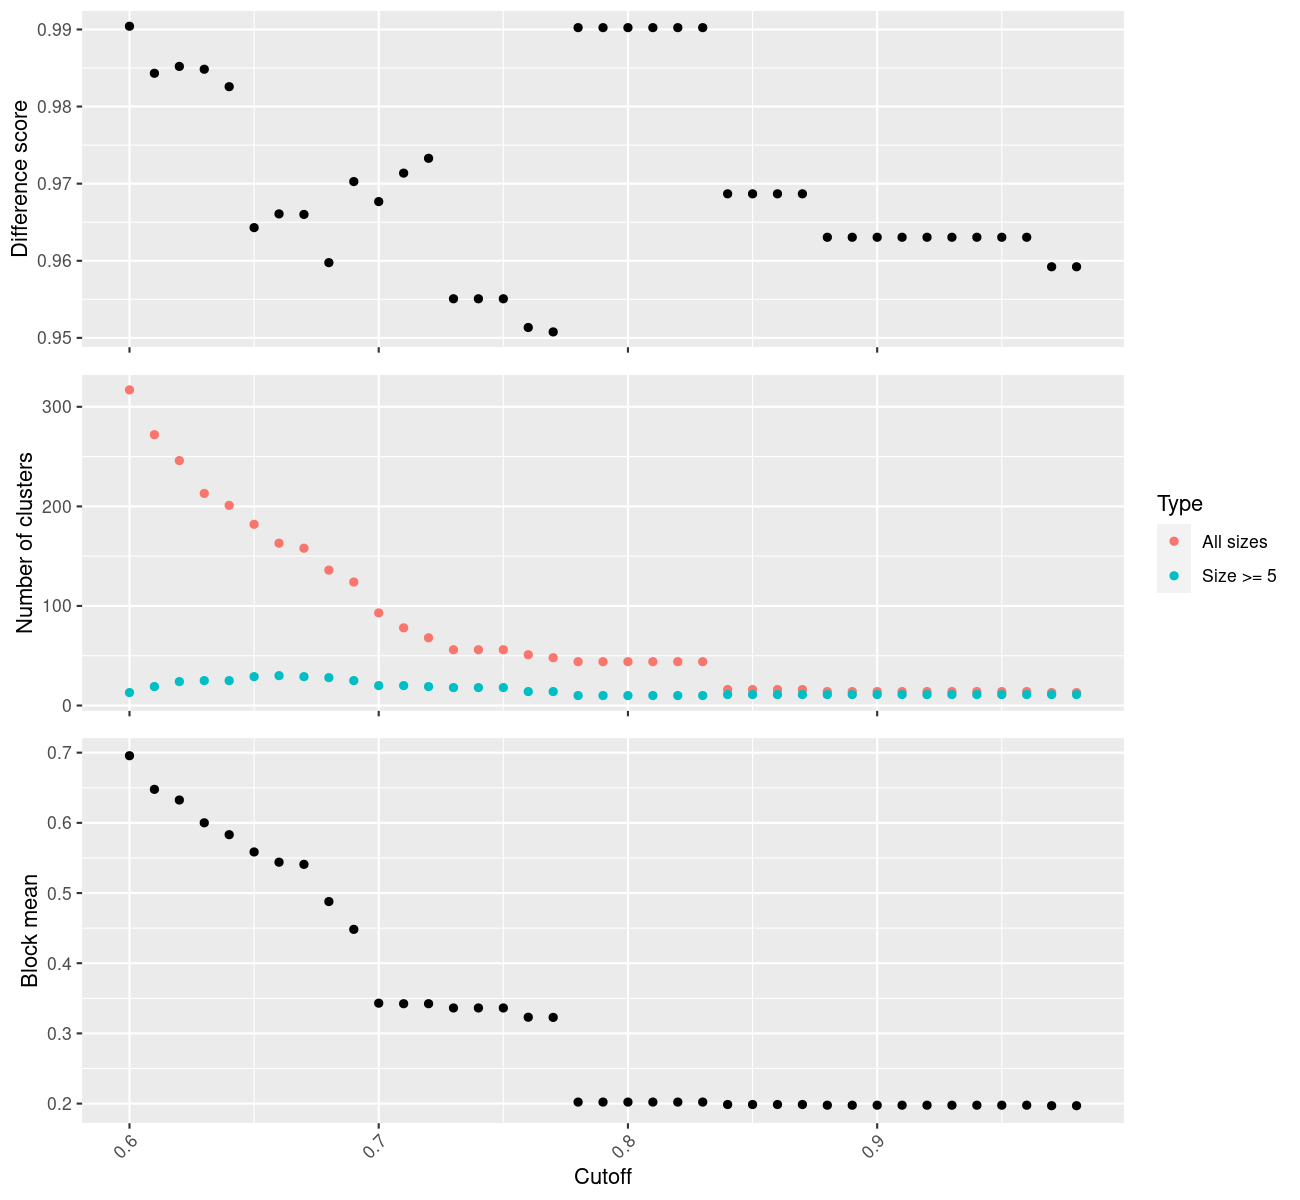 Difference score
0.99
0.98
0.97
0.96
0.95
Number of clusters
300
200
100
0
Type
All sizes
Size >= 5
Block mean
0.7
0.6
0.5
0.4
0.3
0.2
0.6 0.7 0.8 0.9
Cutoff